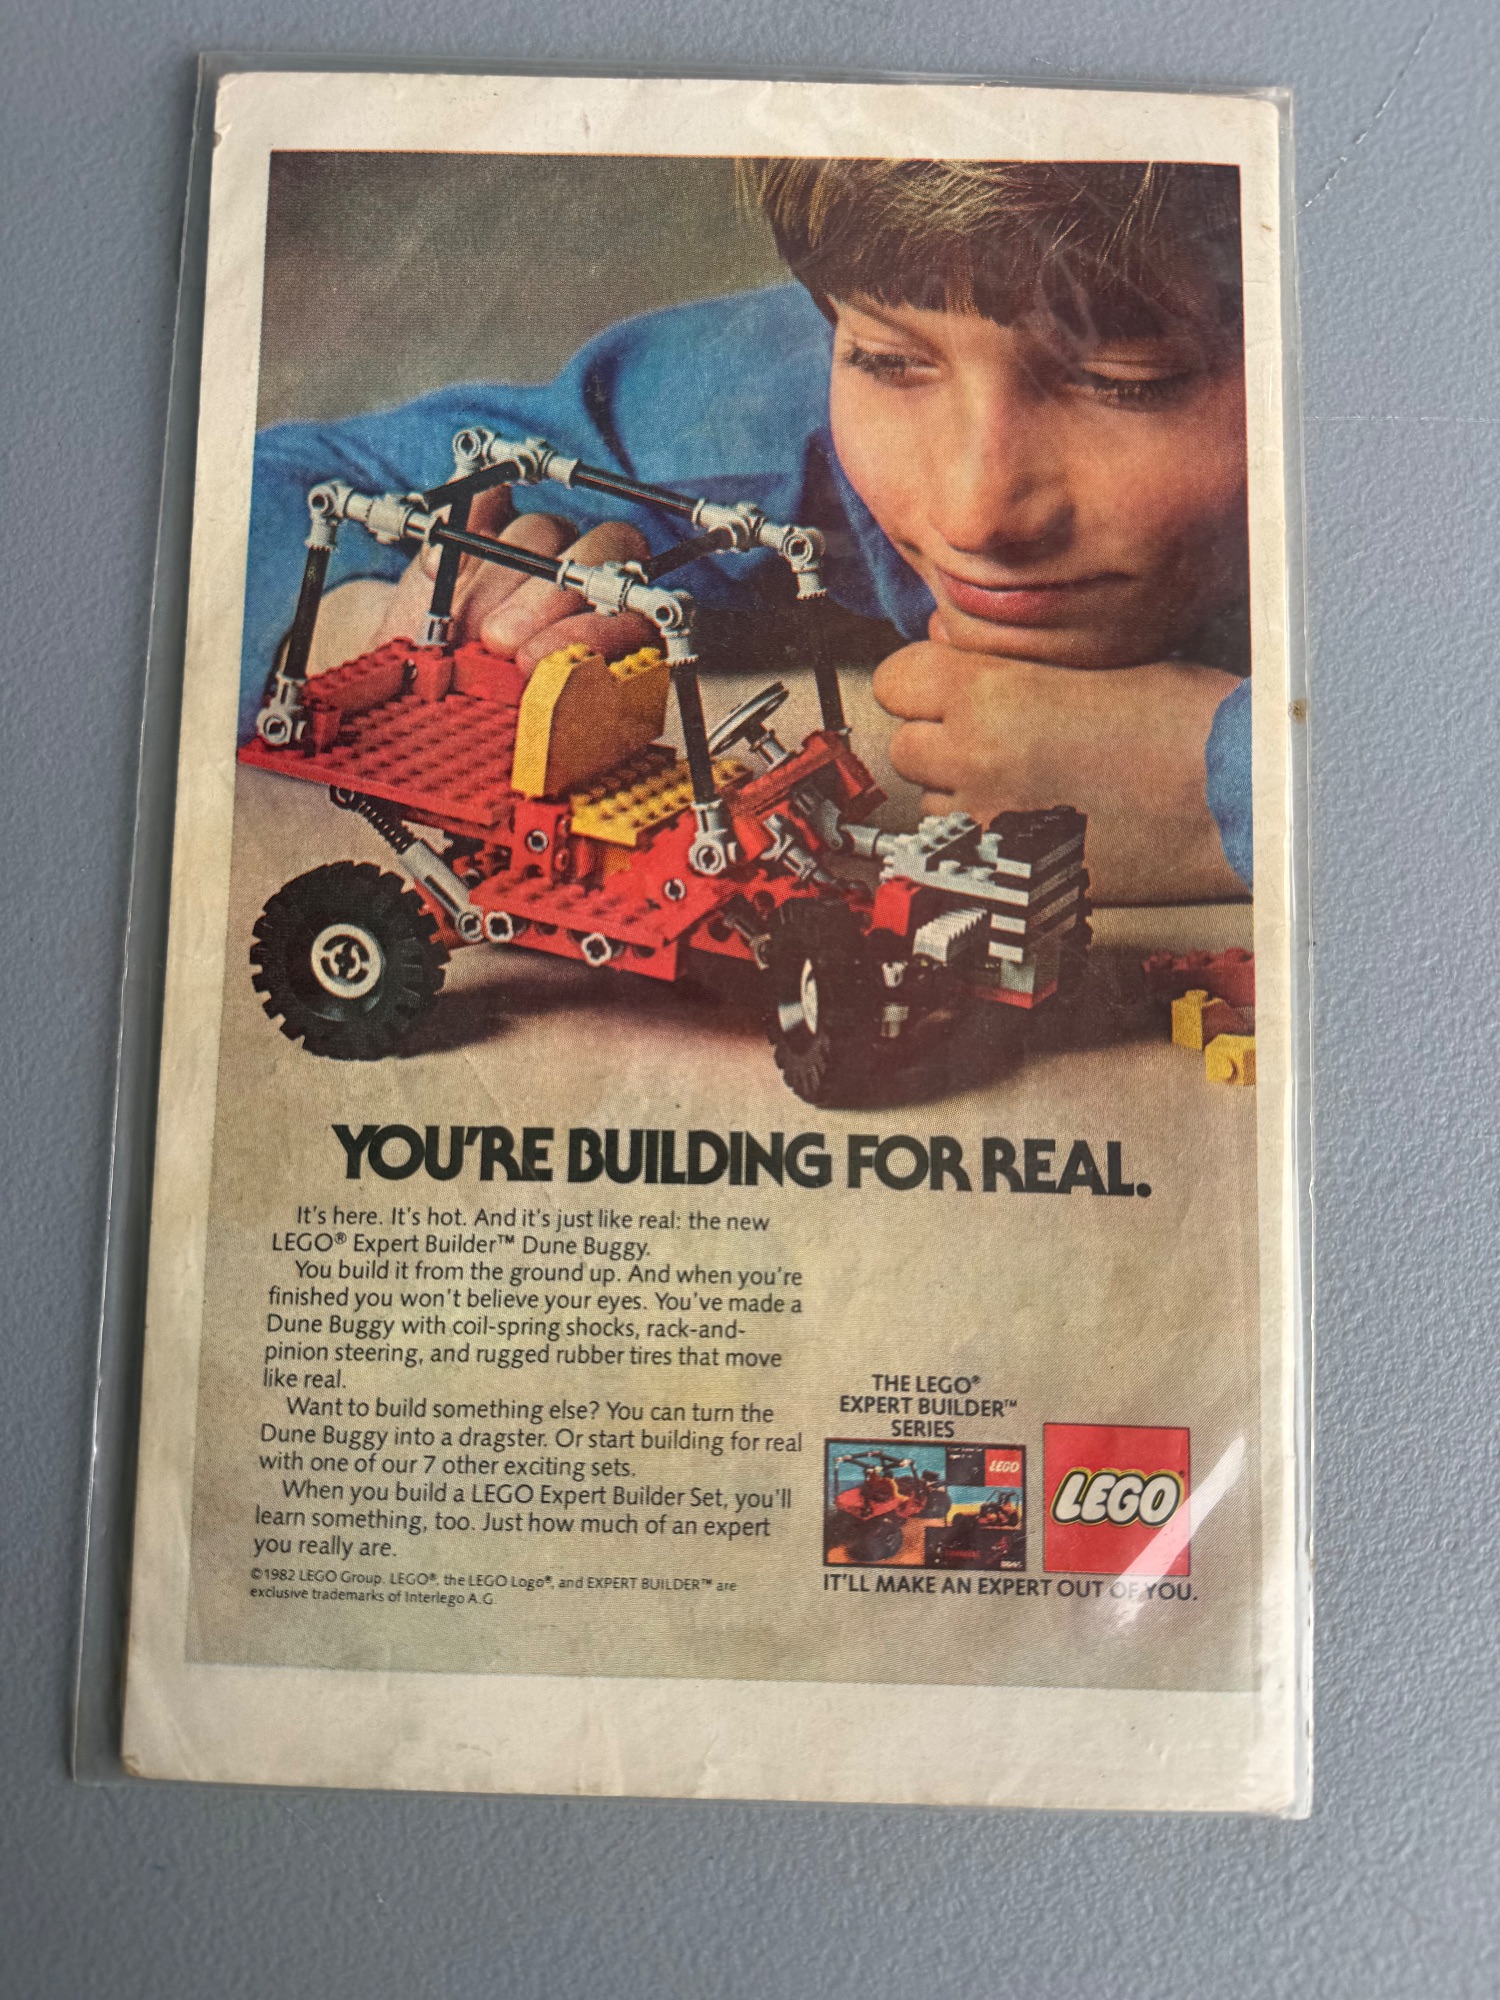 YOU'RE BUILDING FOR REAL.
It's here. It's hot. And it's just like real: the new
LEGO® Expert Builder™ Dune Buggy.
You build it from the ground up. And when you're
finished you won't believe your eyes. You've made a
Dune Buggy with coil-spring shocks, rack-and-
pinion steering, and rugged rubber tires that move
like real.
Want to build something else? You can turn the
Dune Buggy into a dragster. Or start building for real
with one of our 7 other exciting sets.
When you build a LEGO Expert Builder Set, you'll
learn something, too. Just how much of an expert
you really are.
©1982 LEGO Group. LEGO®, the LEGO Logo®, and EXPERT BUILDER™ are
exclusive trademarks of Interlego A.G.
THE LEGO®
EXPERT BUILDER™
SERIES
LEGO
LEGO®
IT'LL MAKE AN EXPERT OUT OF YOU.